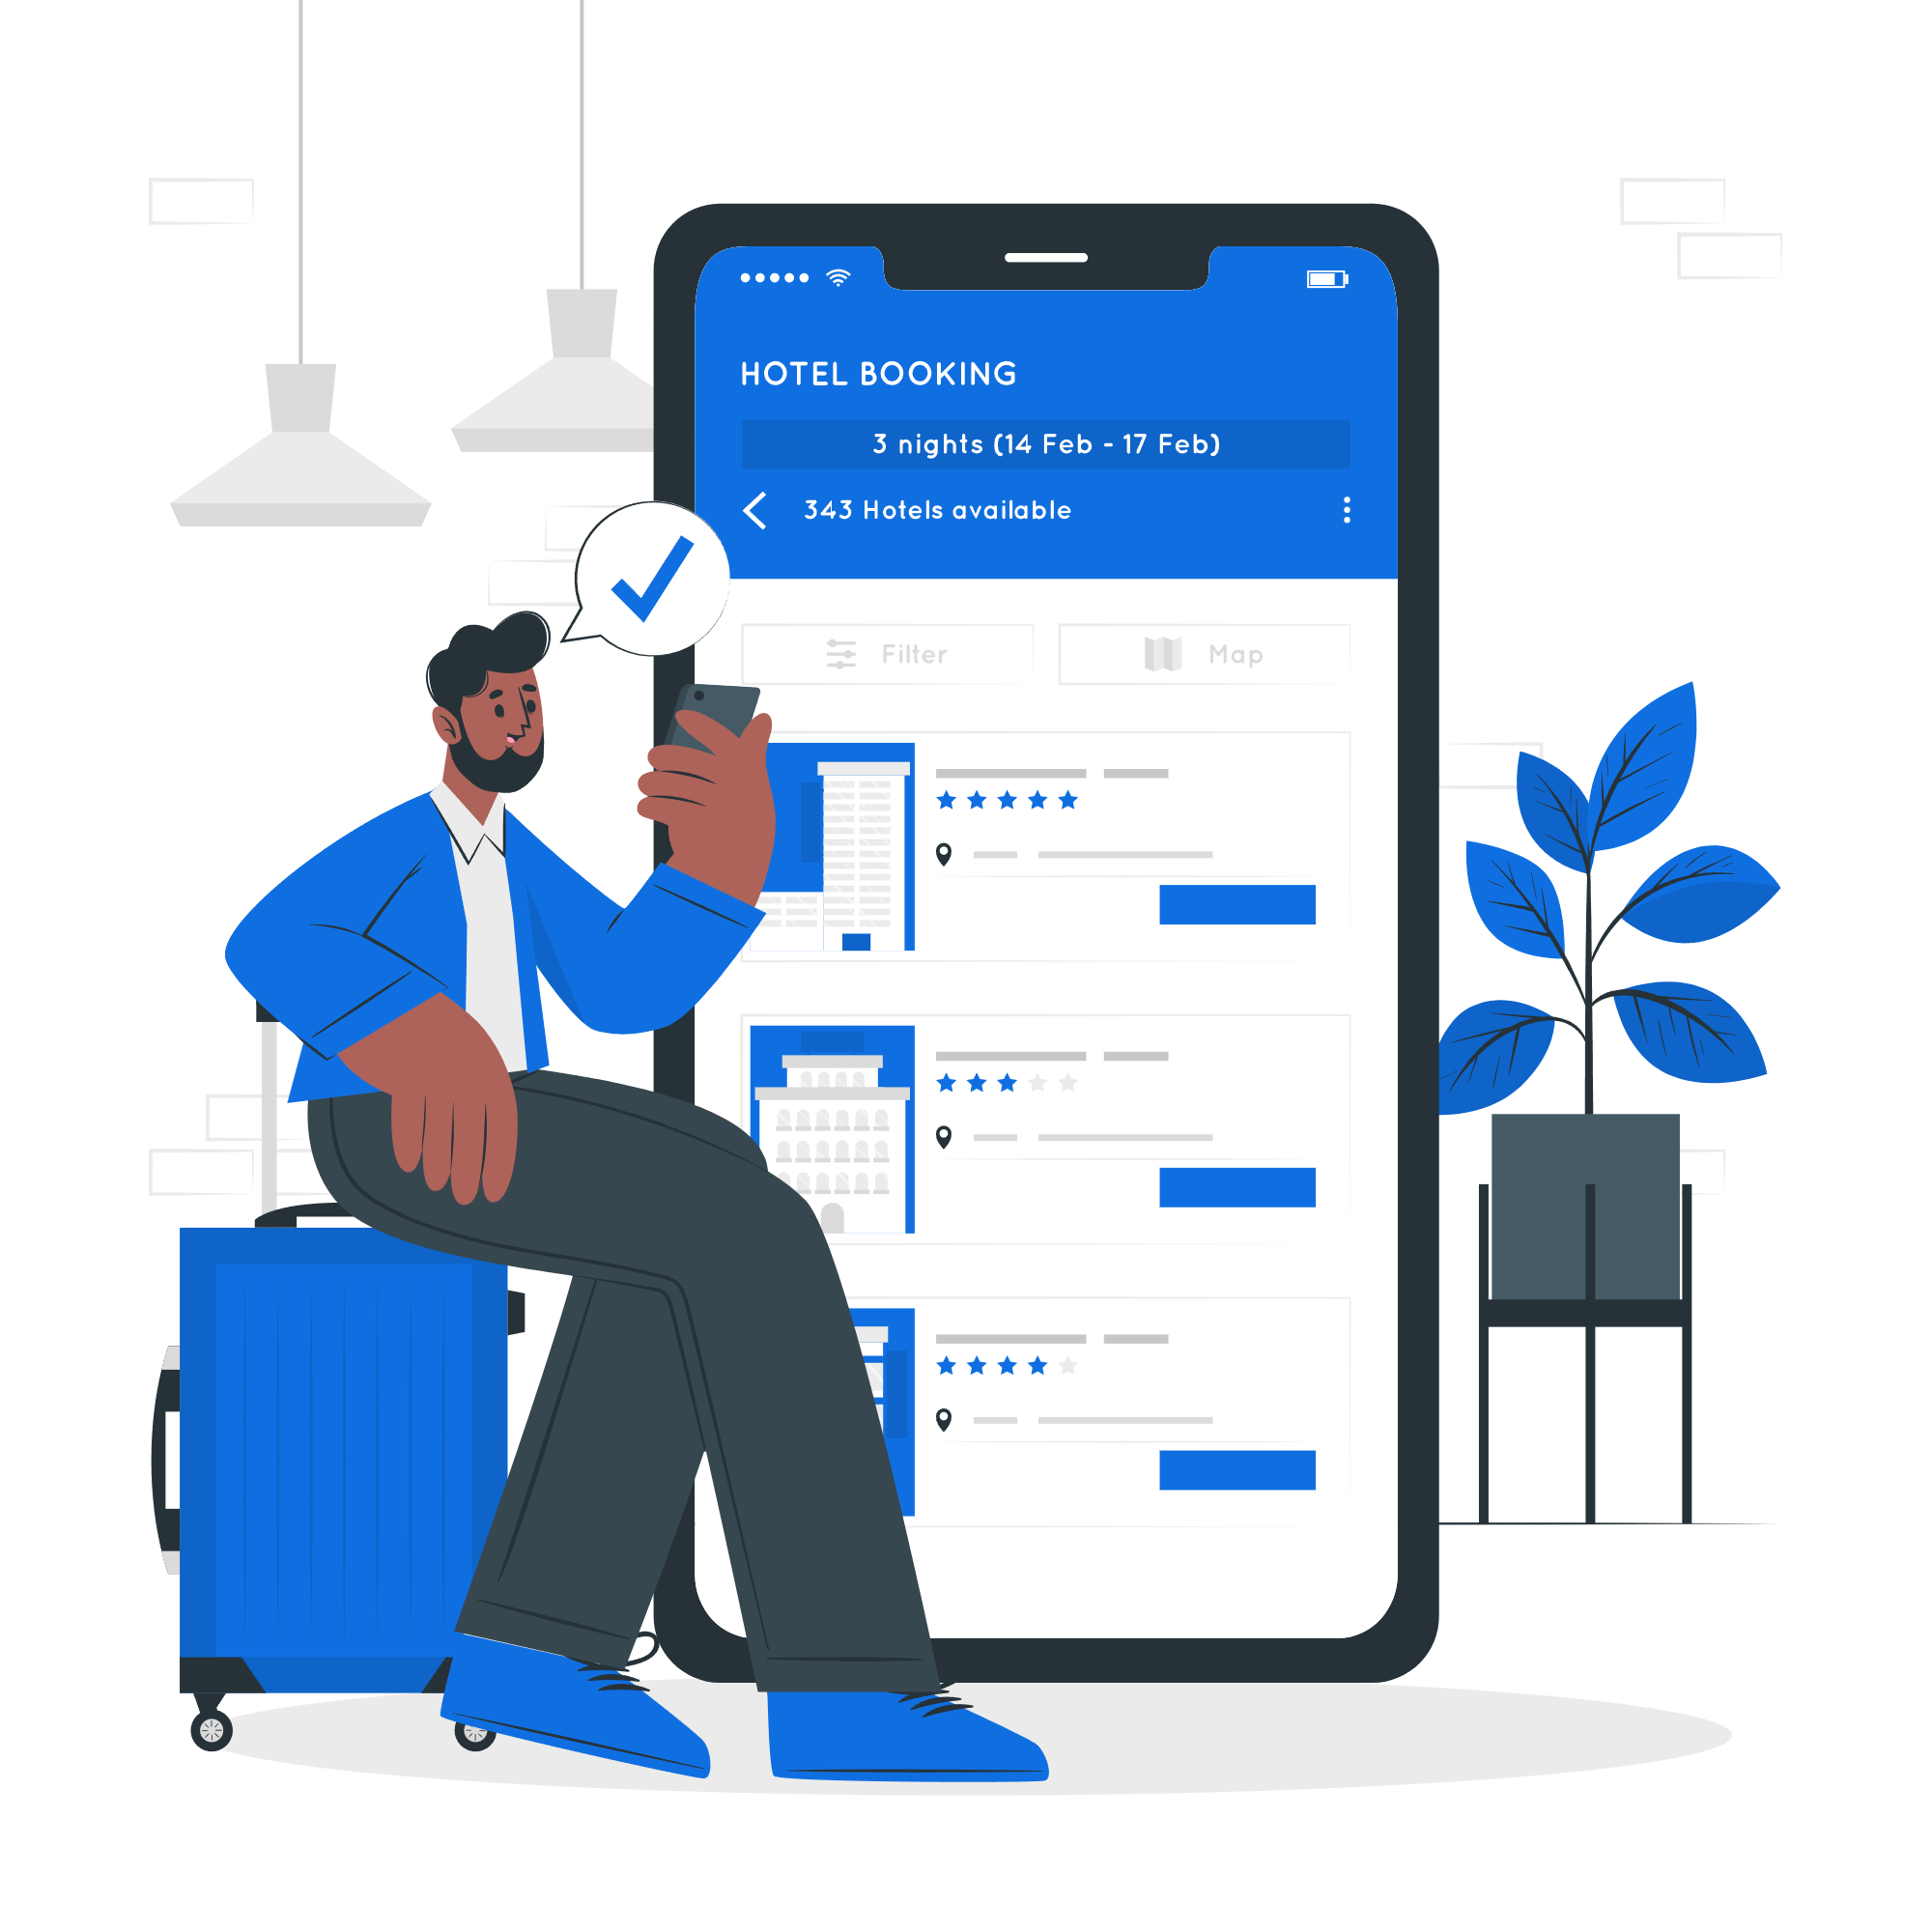 HOTEL BOOKING
3 nights (14 Feb - 17 Feb)
343 Hotels available
Filter
Map